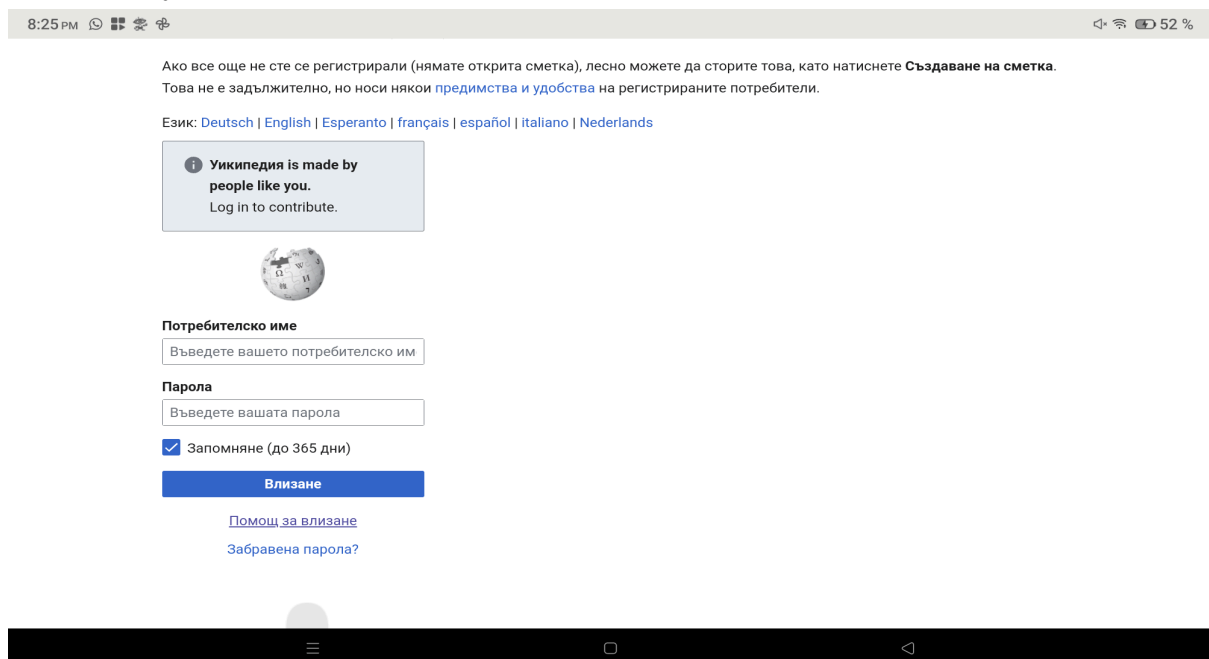 8:25 PM 52 %
Ако все още не сте се регистрирали (нямате открита сметка), лесно можете да сторите това, като натиснете Създаване на сметка.
Това не е задължително, но носи някои предимства и удобства на регистрираните потребители.
Език: Deutsch | English | Esperanto | français | español | italiano | Nederlands
Уикипедия is made by
people like you.
Log in to contribute.
Ω W И
Потребителско име
Въведете вашето потребителско им
Парола
Въведете вашата парола
Запомняне (до 365 дни)
Влизане
Помощ за влизане
Забравена парола?